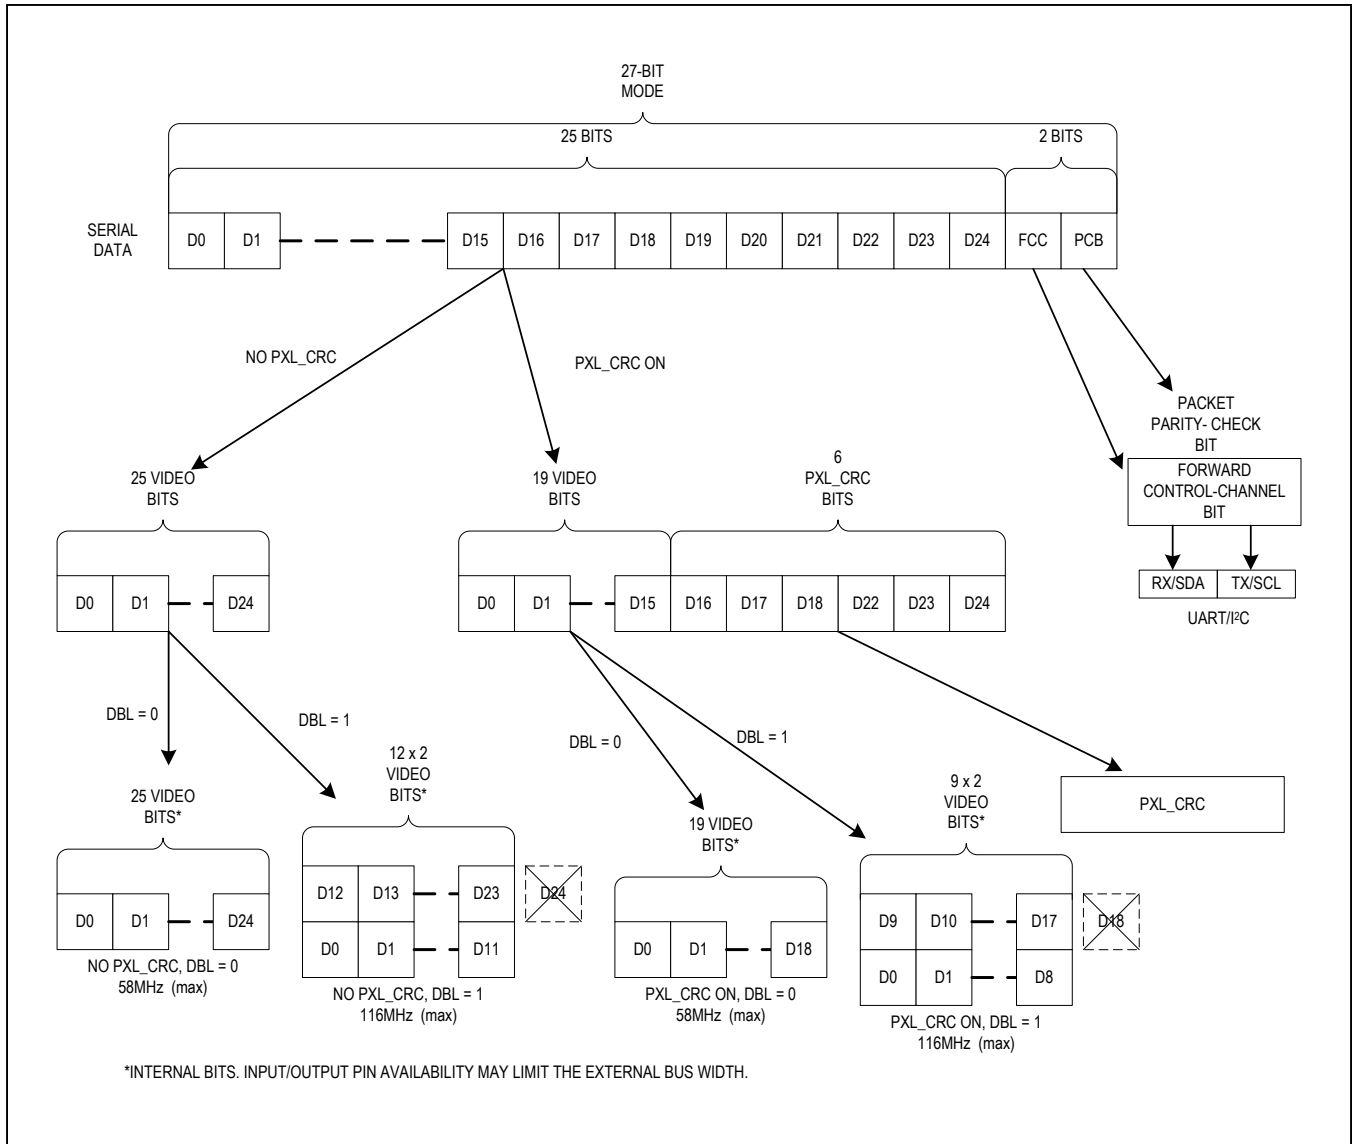 27-BIT
MODE
25 BITS
2 BITS
SERIAL
DATA
D0 D1 D15 D16 D17 D18 D19 D20 D21 D22 D23 D24 FCC PCB
NO PXL_CRC
PXL_CRC ON
PACKET
PARITY- CHECK
BIT
FORWARD
CONTROL-CHANNEL
BIT
RX/SDA TX/SCL
UART/I²C
25 VIDEO
BITS
19 VIDEO
BITS
6
PXL_CRC
BITS
D0 D1 D24
D0 D1 D15 D16 D17 D18 D22 D23 D24
DBL = 0
DBL = 1
DBL = 0
DBL = 1
25 VIDEO
BITS*
12 x 2
VIDEO
BITS*
19 VIDEO
BITS*
9 x 2
VIDEO
BITS*
PXL_CRC
D0 D1 D24
NO PXL_CRC, DBL = 0
58MHz (max)
D12 D13 D23 D24
D0 D1 D11
NO PXL_CRC, DBL = 1
116MHz (max)
D0 D1 D18
PXL_CRC ON, DBL = 0
58MHz (max)
D9 D10 D17 D18
D0 D1 D8
PXL_CRC ON, DBL = 1
116MHz (max)
*INTERNAL BITS. INPUT/OUTPUT PIN AVAILABILITY MAY LIMIT THE EXTERNAL BUS WIDTH.